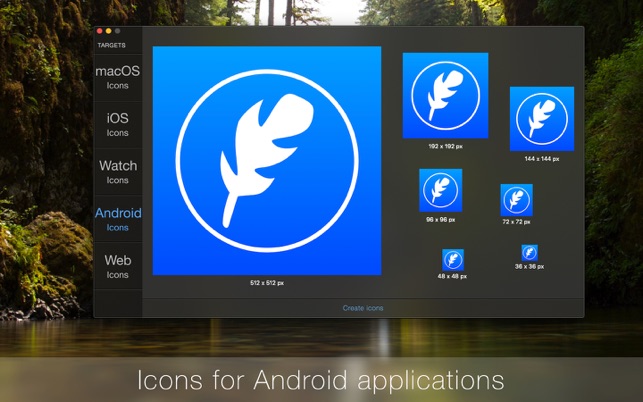 TARGETS
macOS
Icons
iOS
Icons
Watch
Icons
Android
Icons
Web
Icons
512 x 512 px
192 x 192 px
144 x 144 px
96 x 96 px
72 x 72 px
48 x 48 px
36 x 36 px
Create icons
Icons for Android applications